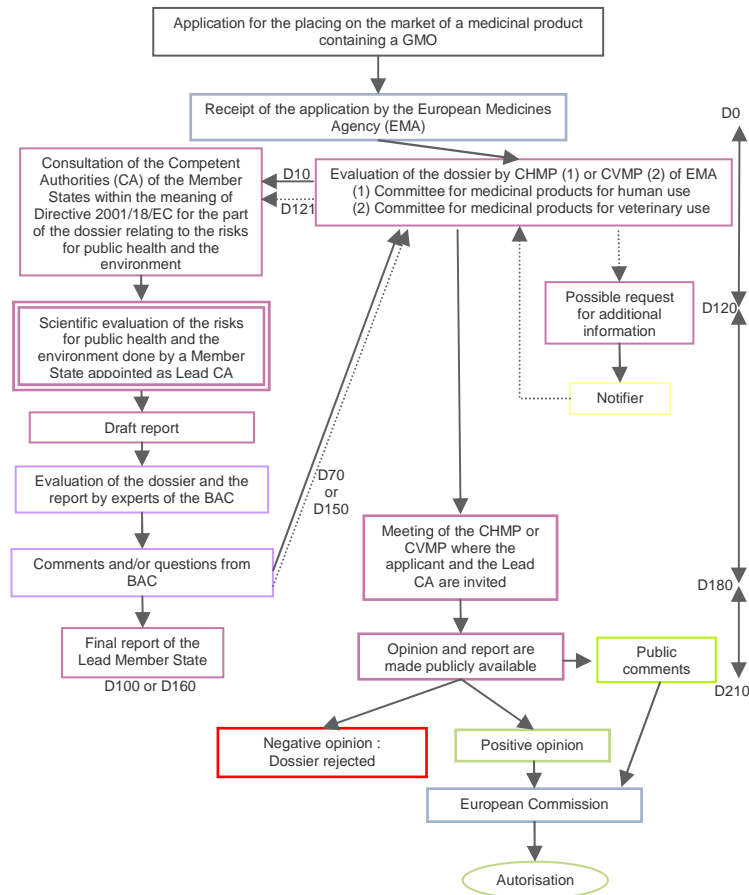 Application for the placing on the market of a medicinal product
containing a GMO
Receipt of the application by the European Medicines
Agency (EMA)
D0
Consultation of the Competent
Authorities (CA) of the Member
States within the meaning of
Directive 2001/18/EC for the part
of the dossier relating to the risks
for public health and the
environment
D10
D121
Evaluation of the dossier by CHMP (1) or CVMP (2) of EMA
(1) Committee for medicinal products for human use
(2) Committee for medicinal products for veterinary use
Possible request
for additional
information
D120
Scientific evaluation of the risks
for public health and the
environment done by a Member
State appointed as Lead CA
Notifier
Draft report
Evaluation of the dossier and the
report by experts of the BAC
D70
or
D150
Comments and/or questions from
BAC
Meeting of the CHMP or
CVMP where the
applicant and the Lead
CA are invited
D180
Final report of the
Lead Member State
D100 or D160
Opinion and report are
made publicly available
Public
comments
D210
Negative opinion :
Dossier rejected
Positive opinion
European Commission
Autorisation